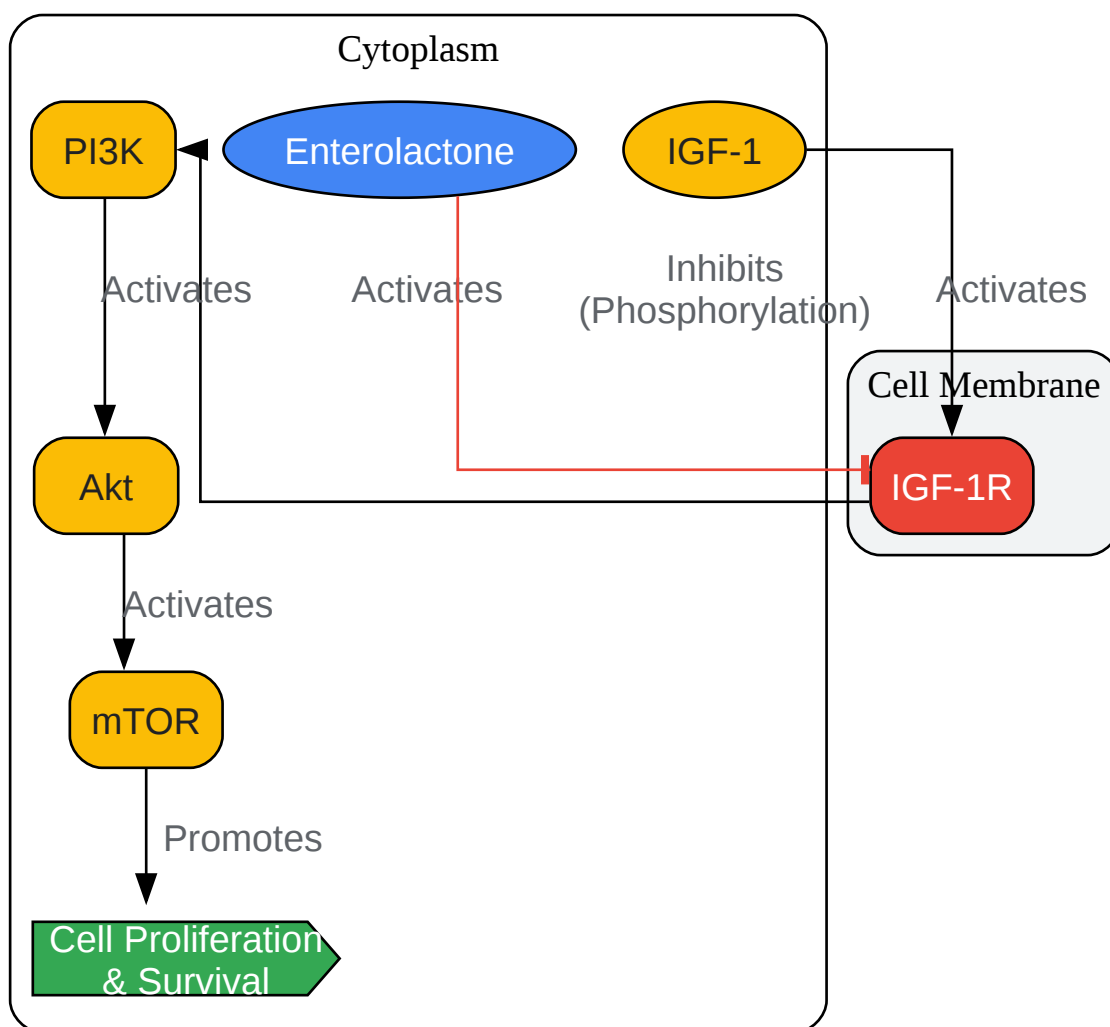 Cytoplasm
PI3K
Enterolactone
IGF-1
Activates
Activates
Inhibits
(Phosphorylation)
Activates
Cell Membrane
Akt
IGF-1R
Activates
mTOR
Promotes
Cell Proliferation
& Survival